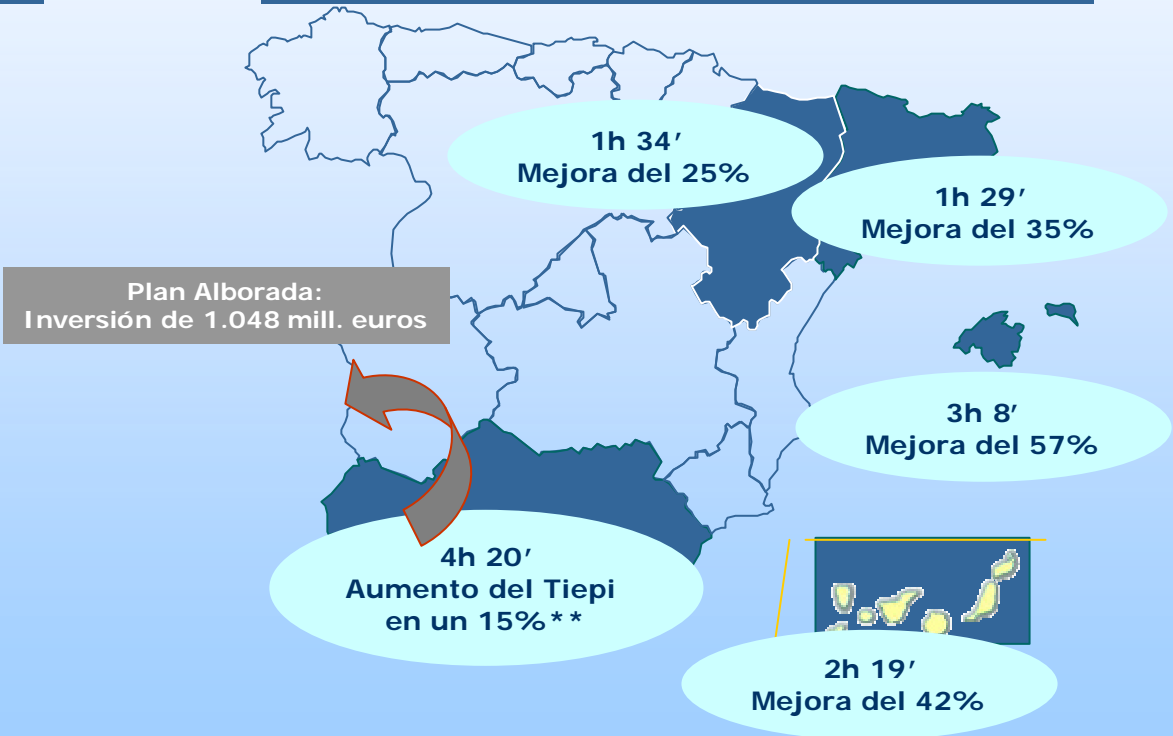 1h 34’
Mejora del 25%
1h 29’
Mejora del 35%
Plan Alborada:
Inversión de 1.048 mill. euros
3h 8’
Mejora del 57%
4h 20’
Aumento del Tiepi
en un 15%**
2h 19’
Mejora del 42%